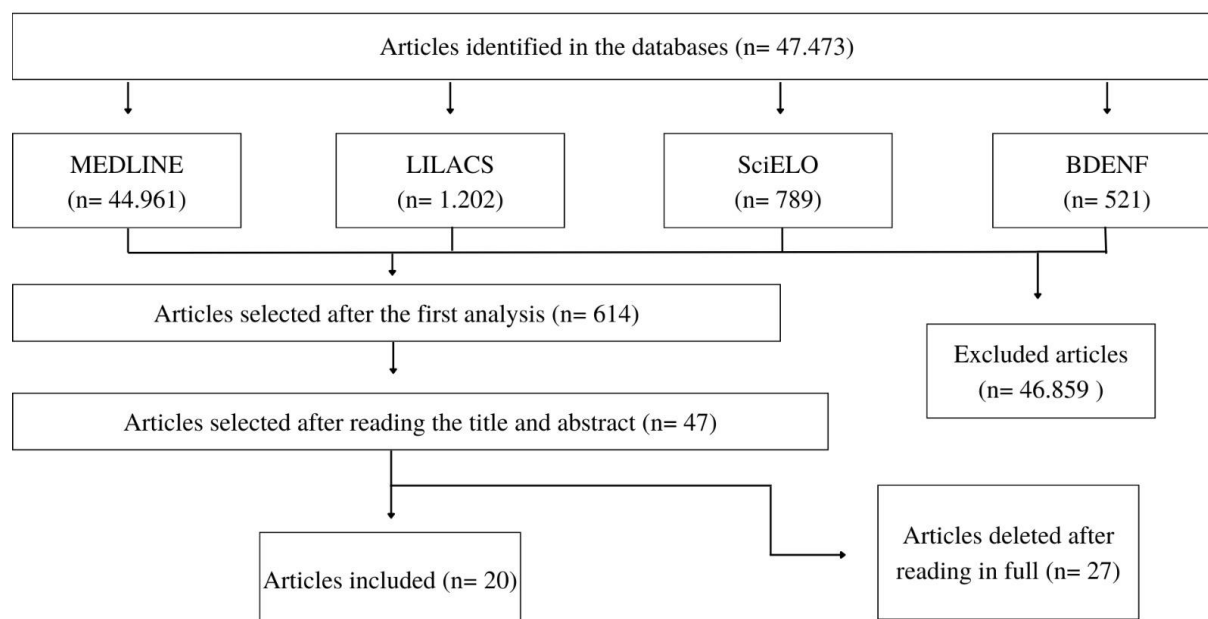 Articles identified in the databases (n= 47.473)
MEDLINE
(n= 44.961)
LILACS
(n= 1.202)
SciELO
(n= 789)
BDENF
(n= 521)
Articles selected after the first analysis (n= 614)
Excluded articles
(n= 46.859 )
Articles selected after reading the title and abstract (n= 47)
Articles included (n= 20)
Articles deleted after
reading in full (n= 27)